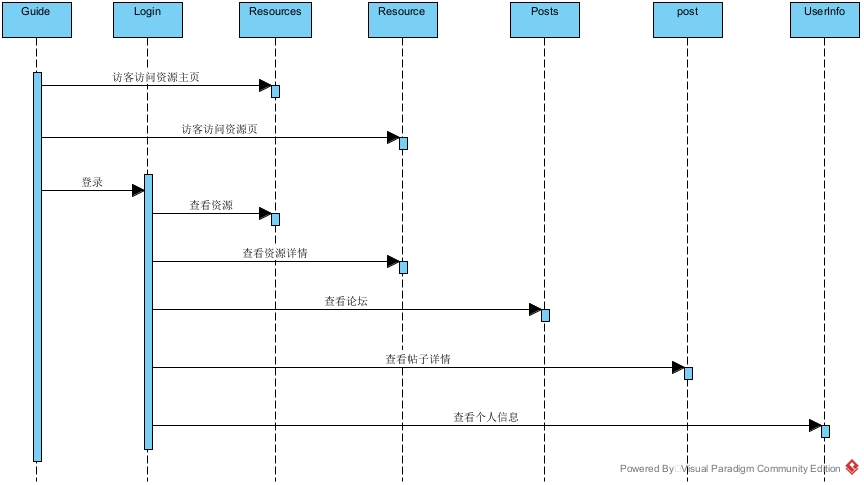 Guide
Login
Resources
Resource
Posts
post
UserInfo
访客访问资源主页
访客访问资源页
登录
查看资源
查看资源详情
查看论坛
查看帖子详情
查看个人信息
Powered By Visual Paradigm Community Edition